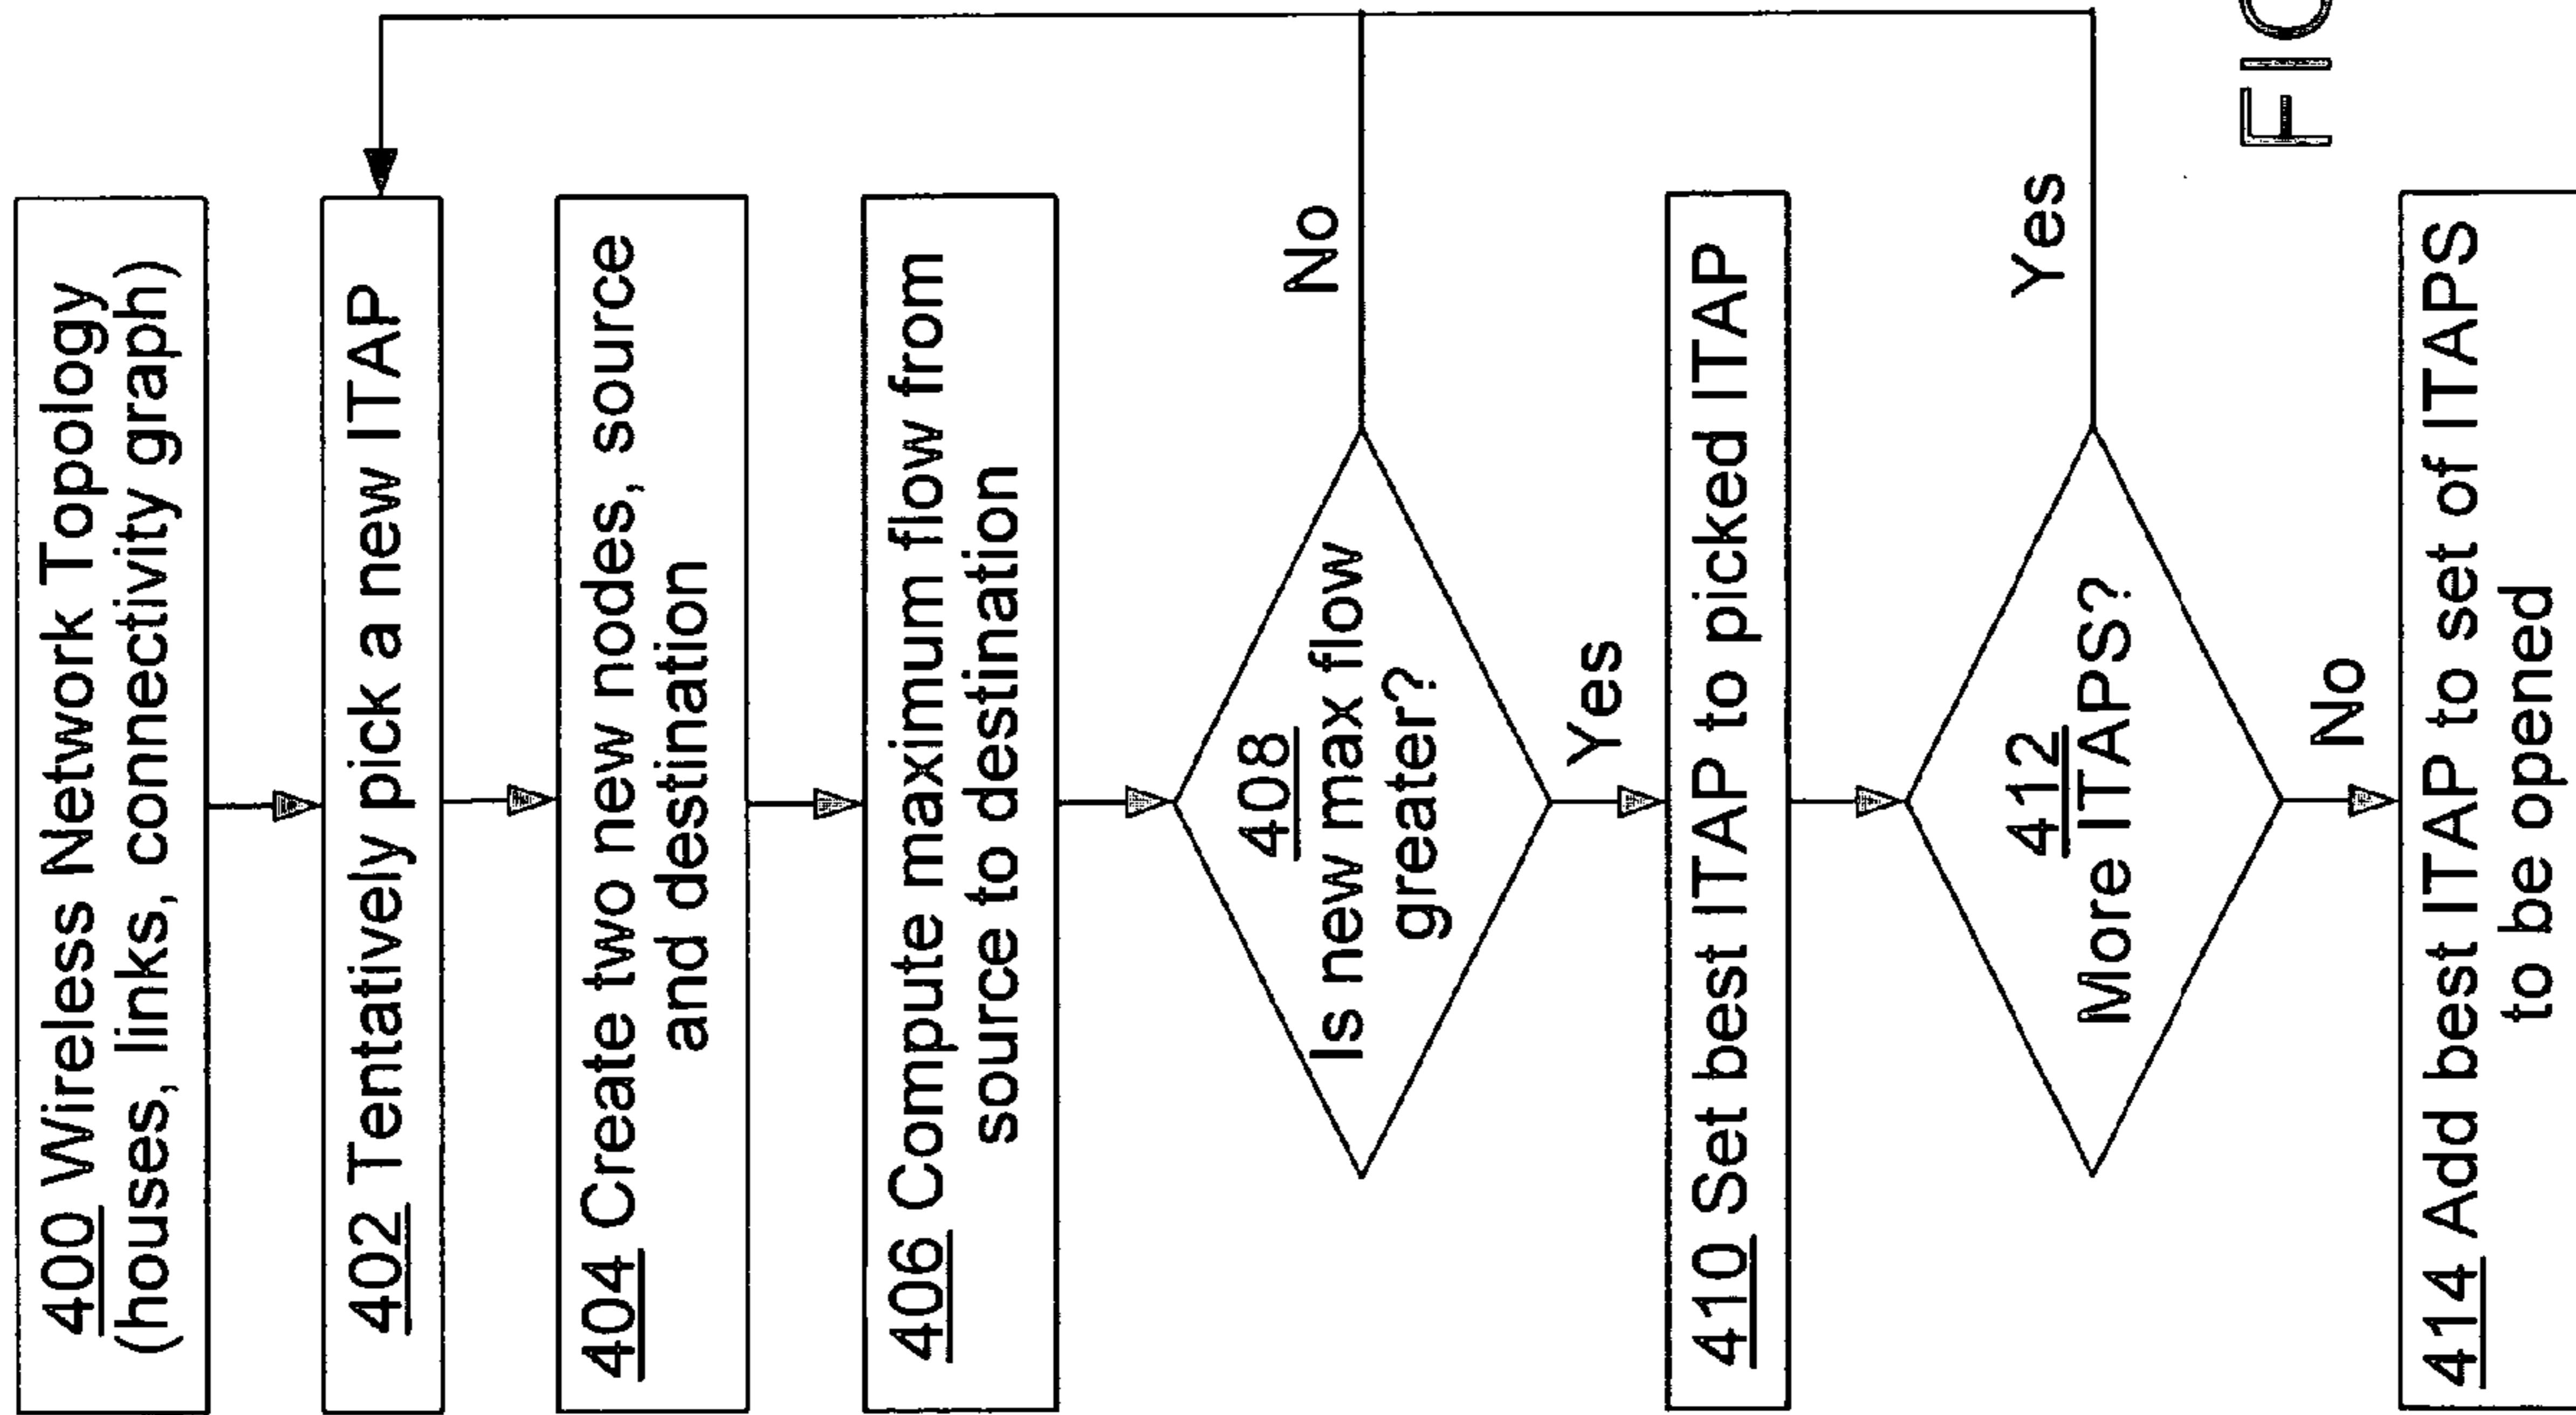 400 Wireless Network Topology
(houses, links, connectivity graph)
402 Tentatively pick a new ITAP
404 Create two new nodes, source
and destination
406 Compute maximum flow from
source to destination
408
Is new max flow
greater?
No
Yes
410 Set best ITAP to picked ITAP
412
More ITAPS?
Yes
No
414 Add best ITAP to set of ITAPS
to be opened